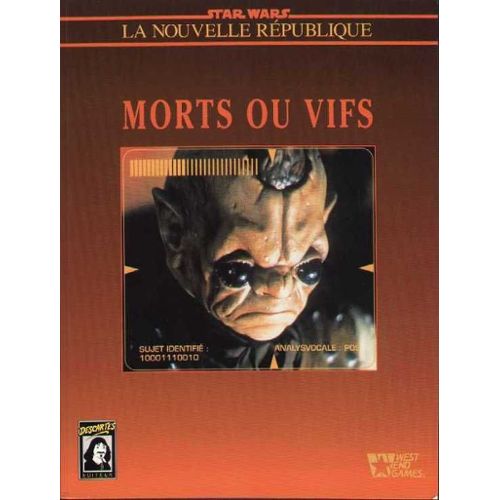 STAR WARS
LA NOUVELLE RÉPUBLIQUE
MORTS OU VIFS
SUJET IDENTIFIÉ :
10001110010
ANALYSVOCALE : POS
DESCARTES
EDITEUR
WEST
END
GAMES